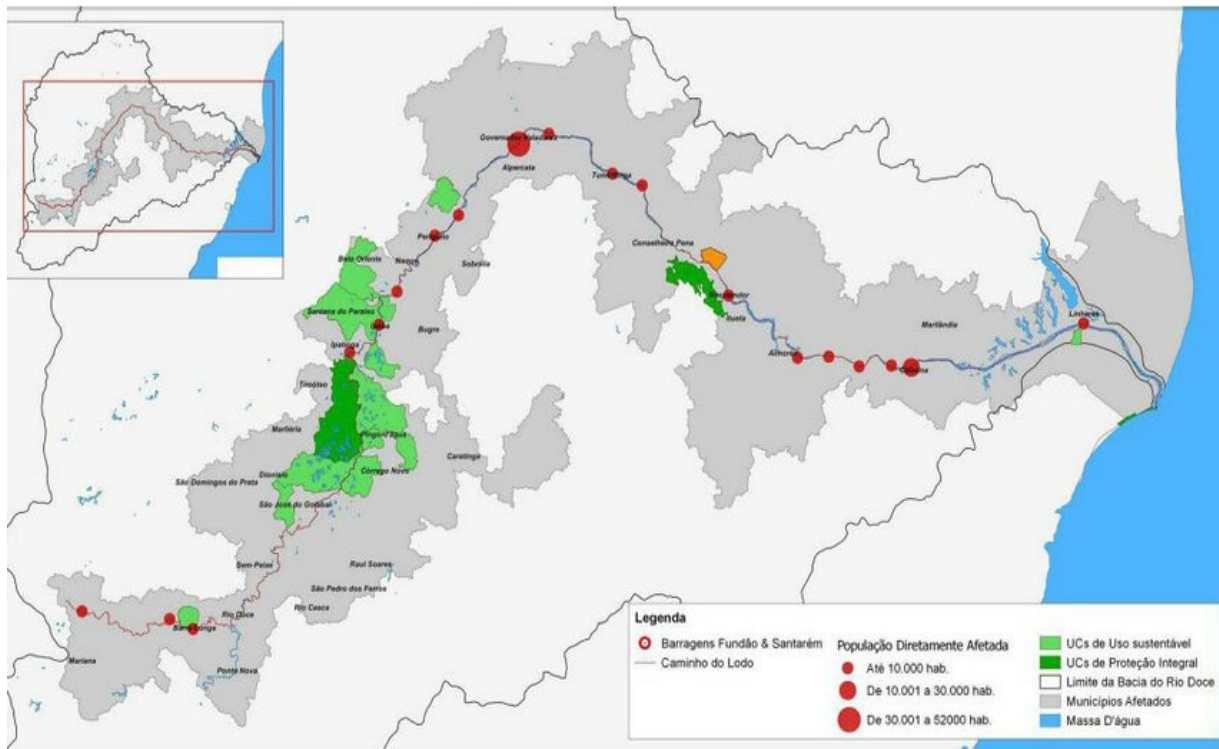 Governador Valadares
Alpercata
Tumiritinga
Periquito
Conselheiro Pena
Belo Oriente
Naque
Sobrália
Santana do Paraíso
Bugre
Itueta
Marilândia
Linhares
Ipatinga
Aimorés
Colatina
Timóteo
Marliéria
Pingo-d'Água
Caratinga
Dionísio
Córrego Novo
São Domingos do Prata
São José do Goiabal
Sem-Peixe
Raul Soares
São Pedro dos Ferros
Rio Doce
Rio Casca
Barra Longa
Mariana
Ponte Nova
Legenda
Barragens Fundão & Santarém
Caminho do Lodo
População Diretamente Afetada
Até 10.000 hab.
De 10.001 a 30.000 hab.
De 30.001 a 52000 hab.
UCs de Uso sustentável
UCs de Proteção Integral
Limite da Bacia do Rio Doce
Municípios Afetados
Massa D'água